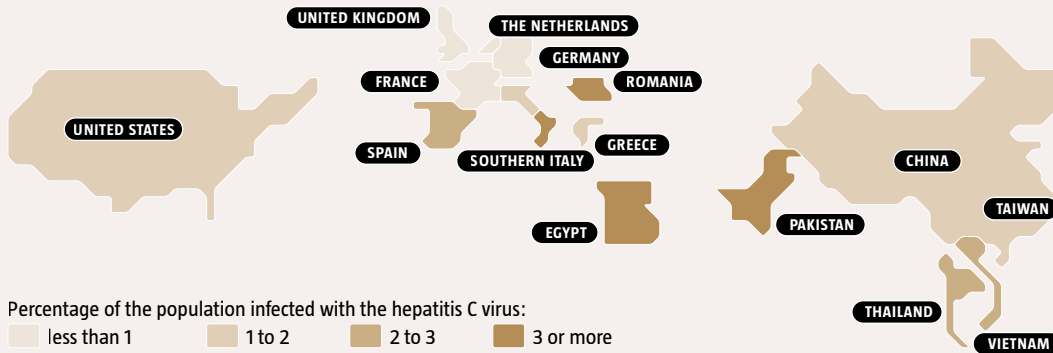 UNITED KINGDOM
THE NETHERLANDS
GERMANY
FRANCE
ROMANIA
UNITED STATES
SPAIN
SOUTHERN ITALY
GREECE
CHINA
TAIWAN
EGYPT
PAKISTAN
THAILAND
VIETNAM
Percentage of the population infected with the hepatitis C virus:
less than 1 1 to 2 2 to 3 3 or more